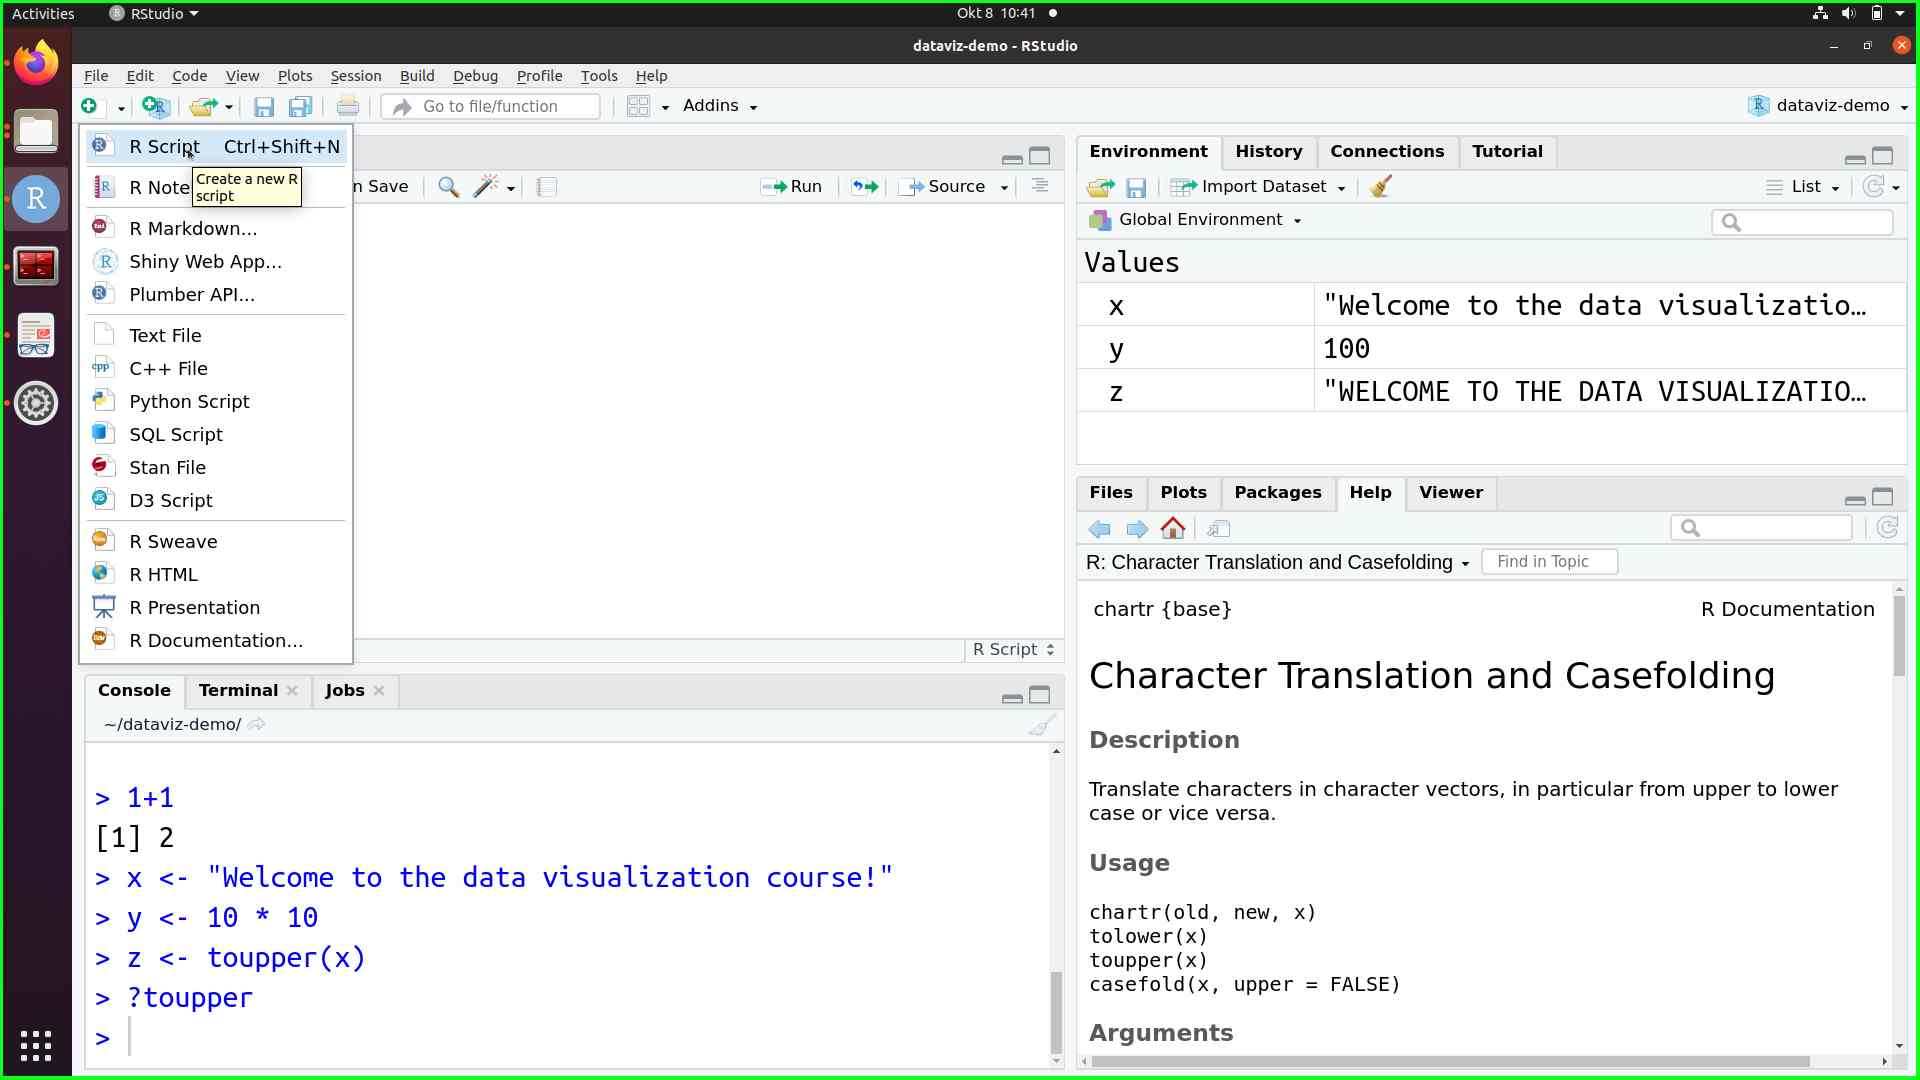 Activities
RStudio
Okt 8 10:41
dataviz-demo - RStudio
File Edit Code View Plots Session Build Debug Profile Tools Help
Go to file/function
Addins
dataviz-demo
R Script Ctrl+Shift+N
R Note
Create a new R
script
R Markdown...
Shiny Web App...
Plumber API...
Text File
C++ File
Python Script
SQL Script
Stan File
D3 Script
R Sweave
R HTML
R Presentation
R Documentation...
n Save
Run
Source
R Script
Console Terminal Jobs
~/dataviz-demo/
> 1+1
[1] 2
> x <- "Welcome to the data visualization course!"
> y <- 10 * 10
> z <- toupper(x)
> ?toupper
>
Environment History Connections Tutorial
Import Dataset
List
Global Environment
Values
x "Welcome to the data visualizatio…
y 100
z "WELCOME TO THE DATA VISUALIZATIO…
Files Plots Packages Help Viewer
R: Character Translation and Casefolding
Find in Topic
chartr {base}
R Documentation
Character Translation and Casefolding
Description
Translate characters in character vectors, in particular from upper to lower
case or vice versa.
Usage
chartr(old, new, x)
tolower(x)
toupper(x)
casefold(x, upper = FALSE)
Arguments